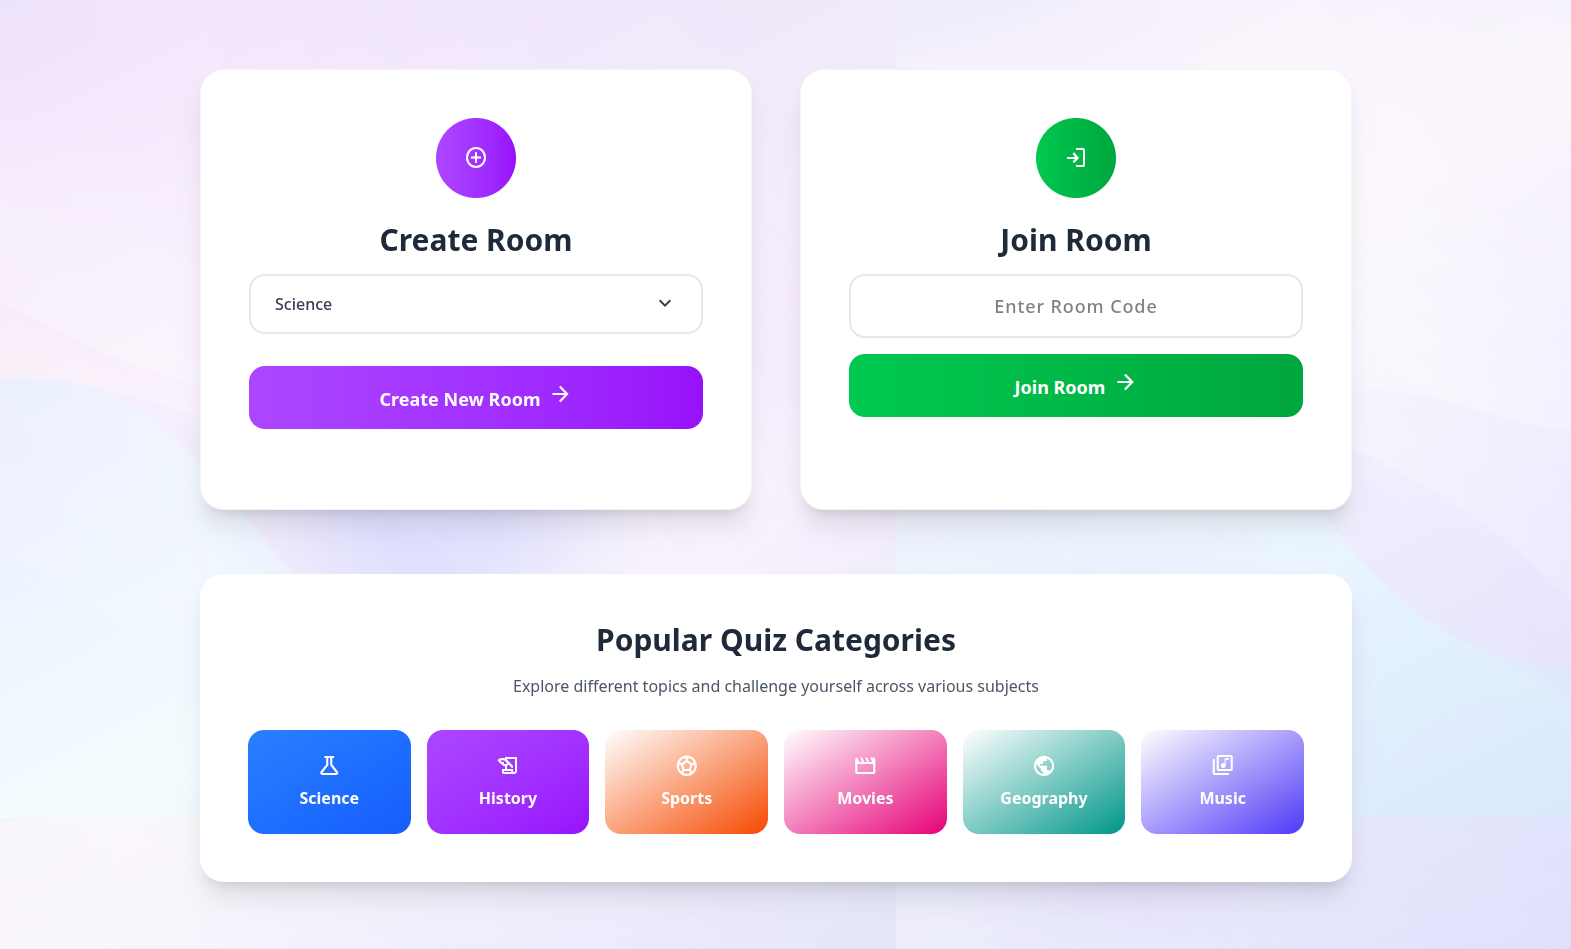 Create Room
Science
Create New Room
Join Room
Enter Room Code
Join Room
Popular Quiz Categories
Explore different topics and challenge yourself across various subjects
Science
History
Sports
Movies
Geography
Music